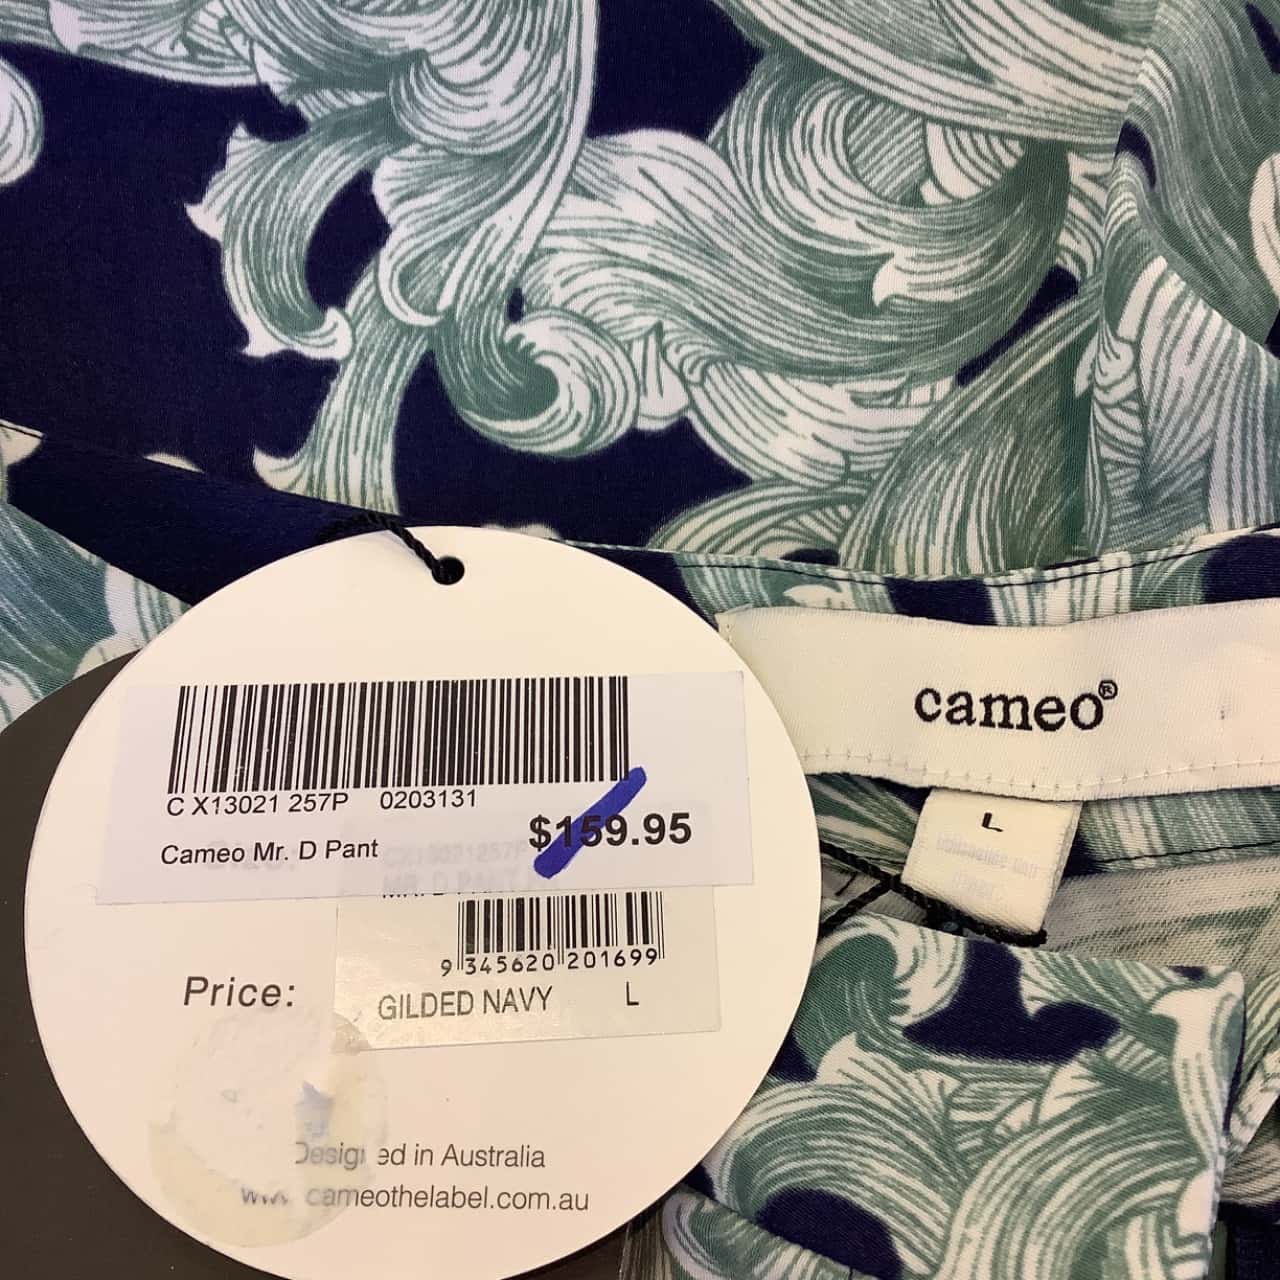 cameo®
L
C X13021 257P 0203131
Cameo Mr. D Pant
$159.95
9 345620 201699
GILDED NAVY L
Price:
Designed in Australia
www.cameothelabel.com.au